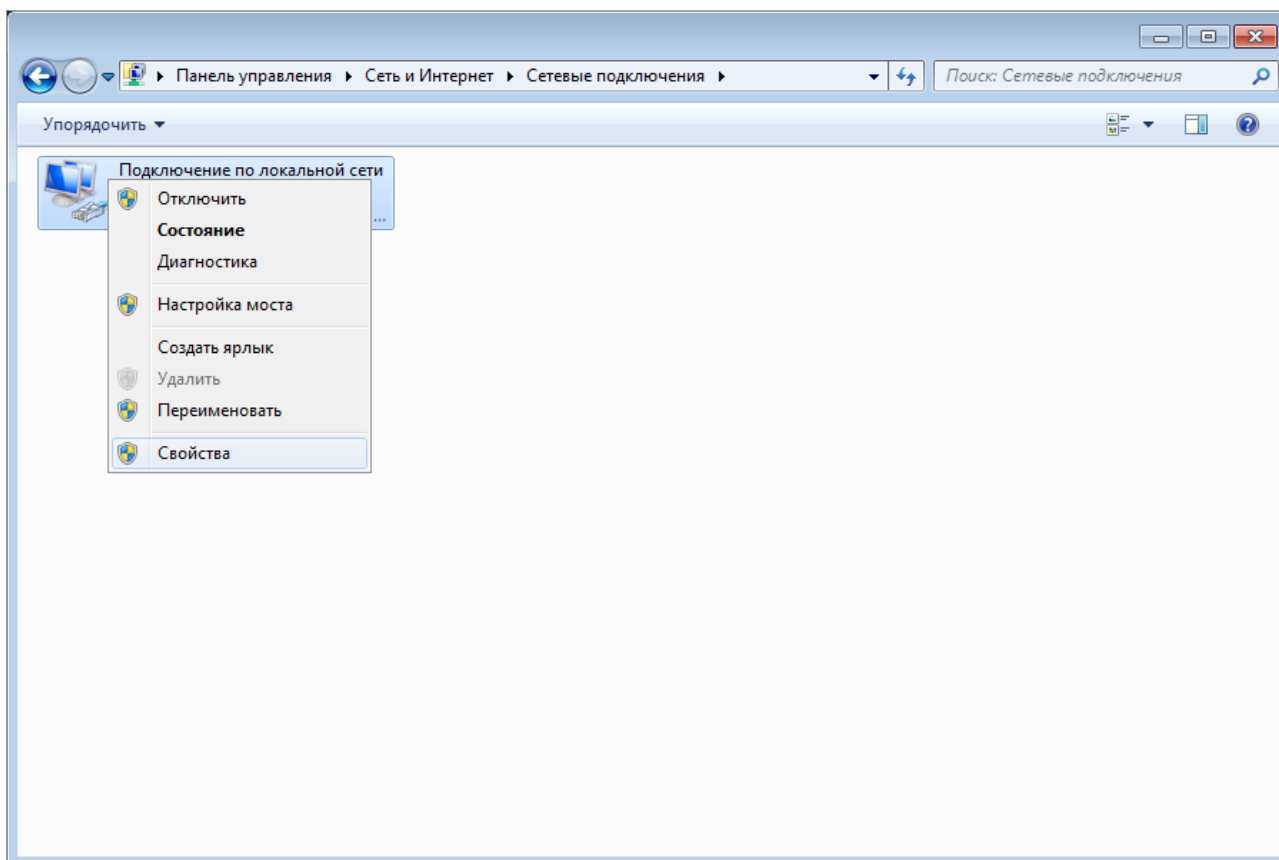 Панель управления Сеть и Интернет Сетевые подключения Поиск: Сетевые подключения
Упорядочить
Подключение по локальной сети
Отключить
...
Состояние
Диагностика
Настройка моста
Создать ярлык
Удалить
Переименовать
Свойства